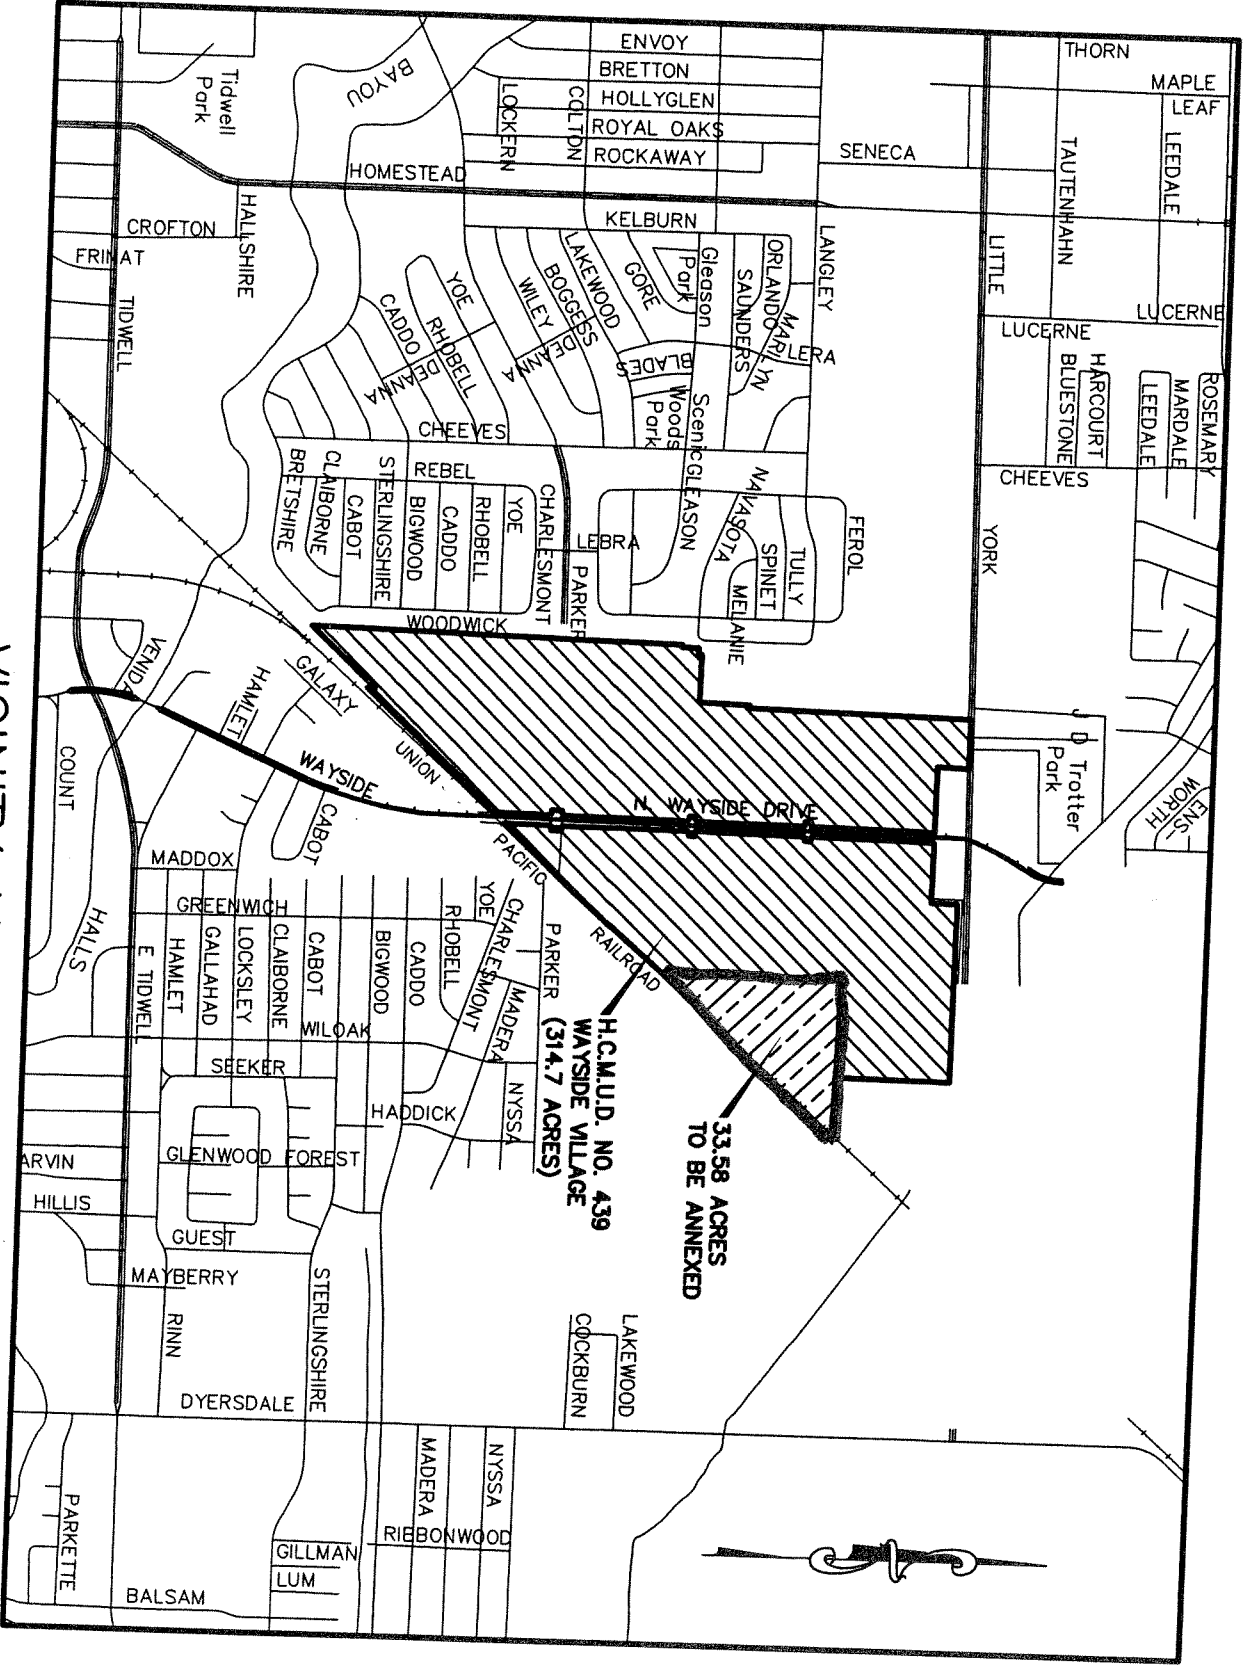 ENVOY
BRETTON
HOLLYGLEN
ROYAL OAKS
ROCKAWAY
LOCKERN
COLTON
SENECA
THORN
MAPLE
LEAF
LEEDALE
TAUTENHAHN
Tidwell
Park
BAYOU
HOMESTEAD
KELBURN
LANGLEY
LITTLE
LUCERNE
LUCERNE
HALLSHIRE
CROFTON
FRINAT
TIDWELL
YOE
RHOBELL
CADDO
DEANNA
WILEY
BOGGESS
LAKEWOOD
DEANNA
GORE
Gleason
Park
ORLANDO
SAUNDERS
MARILYN
LERA
BLADES
Scenic
Woods
Park
HARCOURT
BLUESTONE
ROSEMARY
MARDALE
LEEDALE
CHEEVES
CHEEVES
REBEL
BRETSHIRE
CLAIBORNE
CABOT
STERLINGSHIRE
BIGWOOD
CADDO
RHOBELL
YOE
CHARLESMONT
LEBRA
PARKER
GLEASON
NAVASOTA
MELANIE
SPINET
TULLY
FEROL
YORK
WOODWICK
VENIDA
HAMLET
GALAXY
UNION
PACIFIC
RAILROAD
WAYSIDE
N. WAYSIDE DRIVE
J D Trotter
Park
ENS-
WORTH
COUNT
CABOT
MADDOX
GREENWICH
HALLS
E TIDWELL
HAMLET
GALLAHAD
LOCKSLEY
CLAIBORNE
CABOT
BIGWOOD
CADDO
RHOBELL
YOE
CHARLESMONT
MADERA
PARKER
NYSSA
WILOAK
SEEKER
HADDICK
H.C.M.U.D. NO. 439
WAYSIDE VILLAGE
(314.7 ACRES)
33.58 ACRES
TO BE ANNEXED
ARVIN
HILLIS
GLENWOOD FOREST
GUEST
MAYBERRY
RINN
STERLINGSHIRE
DYERSDALE
LAKEWOOD
COCKBURN
MADERA
NYSSA
RIBBONWOOD
GILLMAN
LUM
PARKETTE
BALSAM